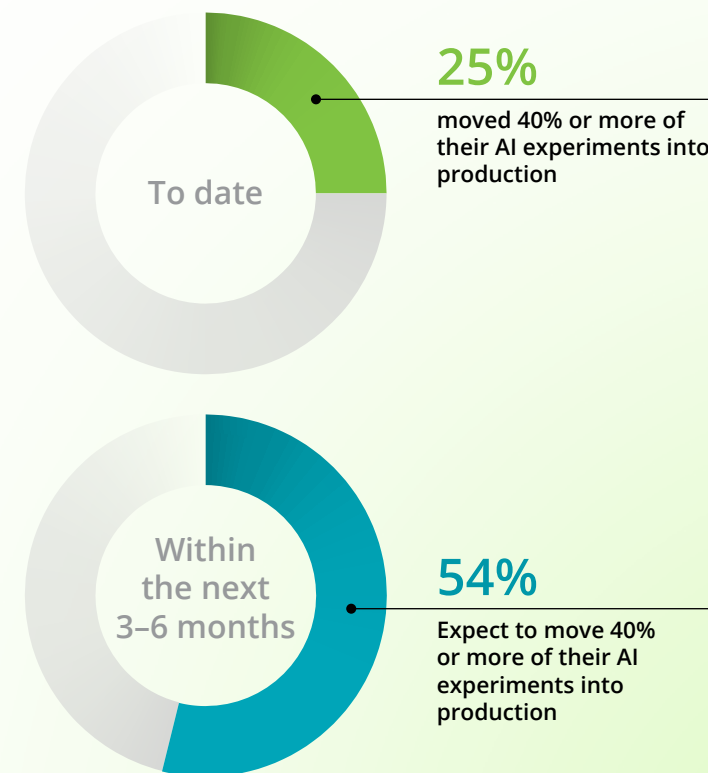 25%
moved 40% or more of
their AI experiments into
production
To date
54%
Expect to move 40%
or more of their AI
experiments into
production
Within
the next
3–6 months